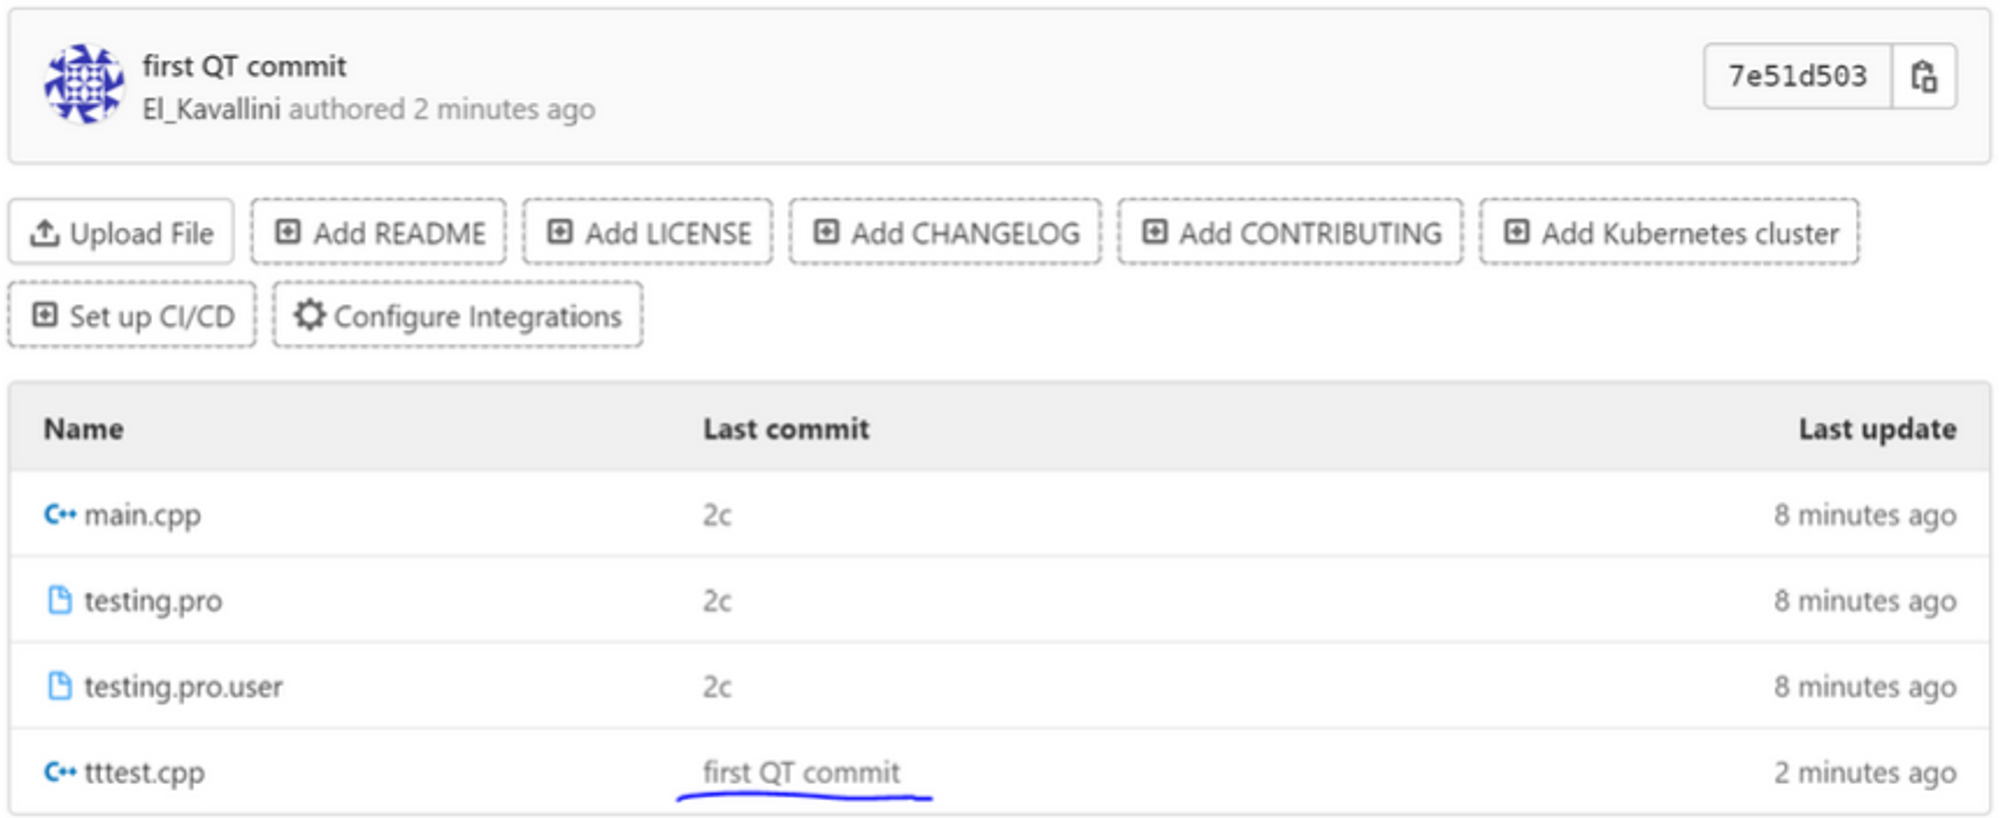 first QT commit
El_Kavallini authored 2 minutes ago
7e51d503
Upload File Add README Add LICENSE Add CHANGELOG Add CONTRIBUTING Add Kubernetes cluster
Set up CI/CD Configure Integrations
Name Last commit Last update
C++ main.cpp 2c 8 minutes ago
testing.pro 2c 8 minutes ago
testing.pro.user 2c 8 minutes ago
C++ tttest.cpp first QT commit 2 minutes ago